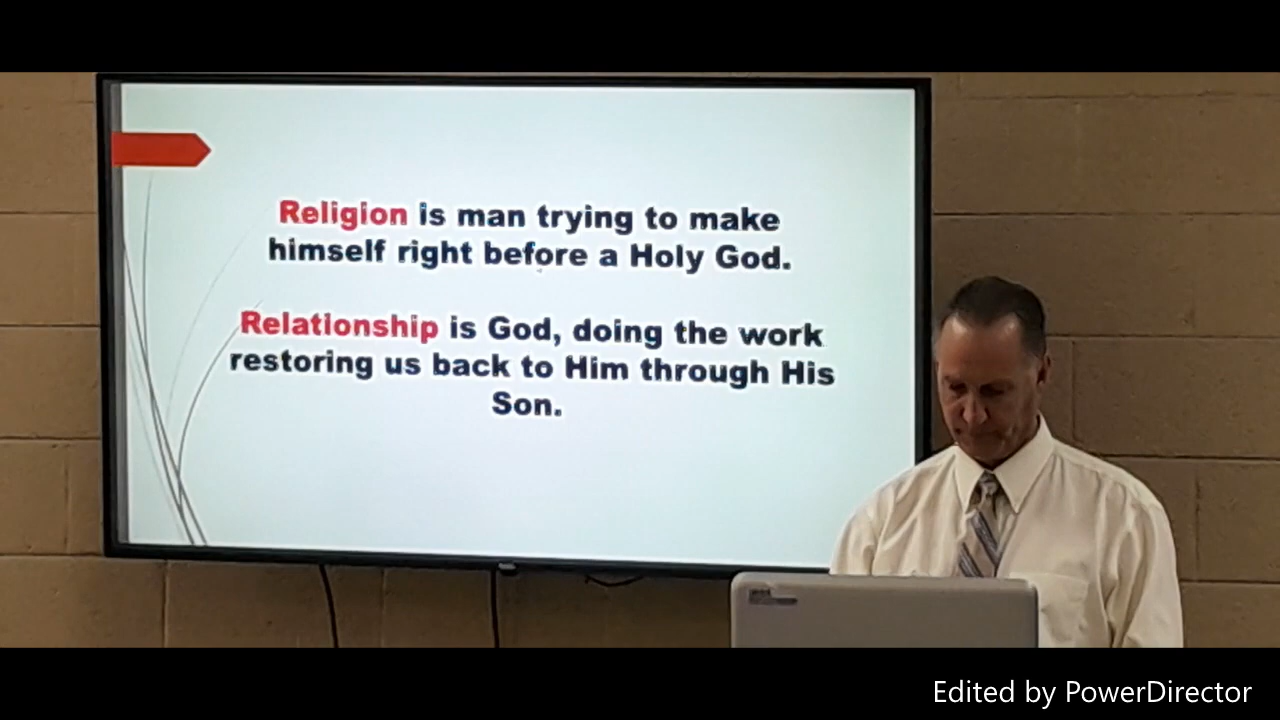 Religion is man trying to make
himself right before a Holy God.
Relationship is God, doing the work
restoring us back to Him through His
Son.
Edited by PowerDirector